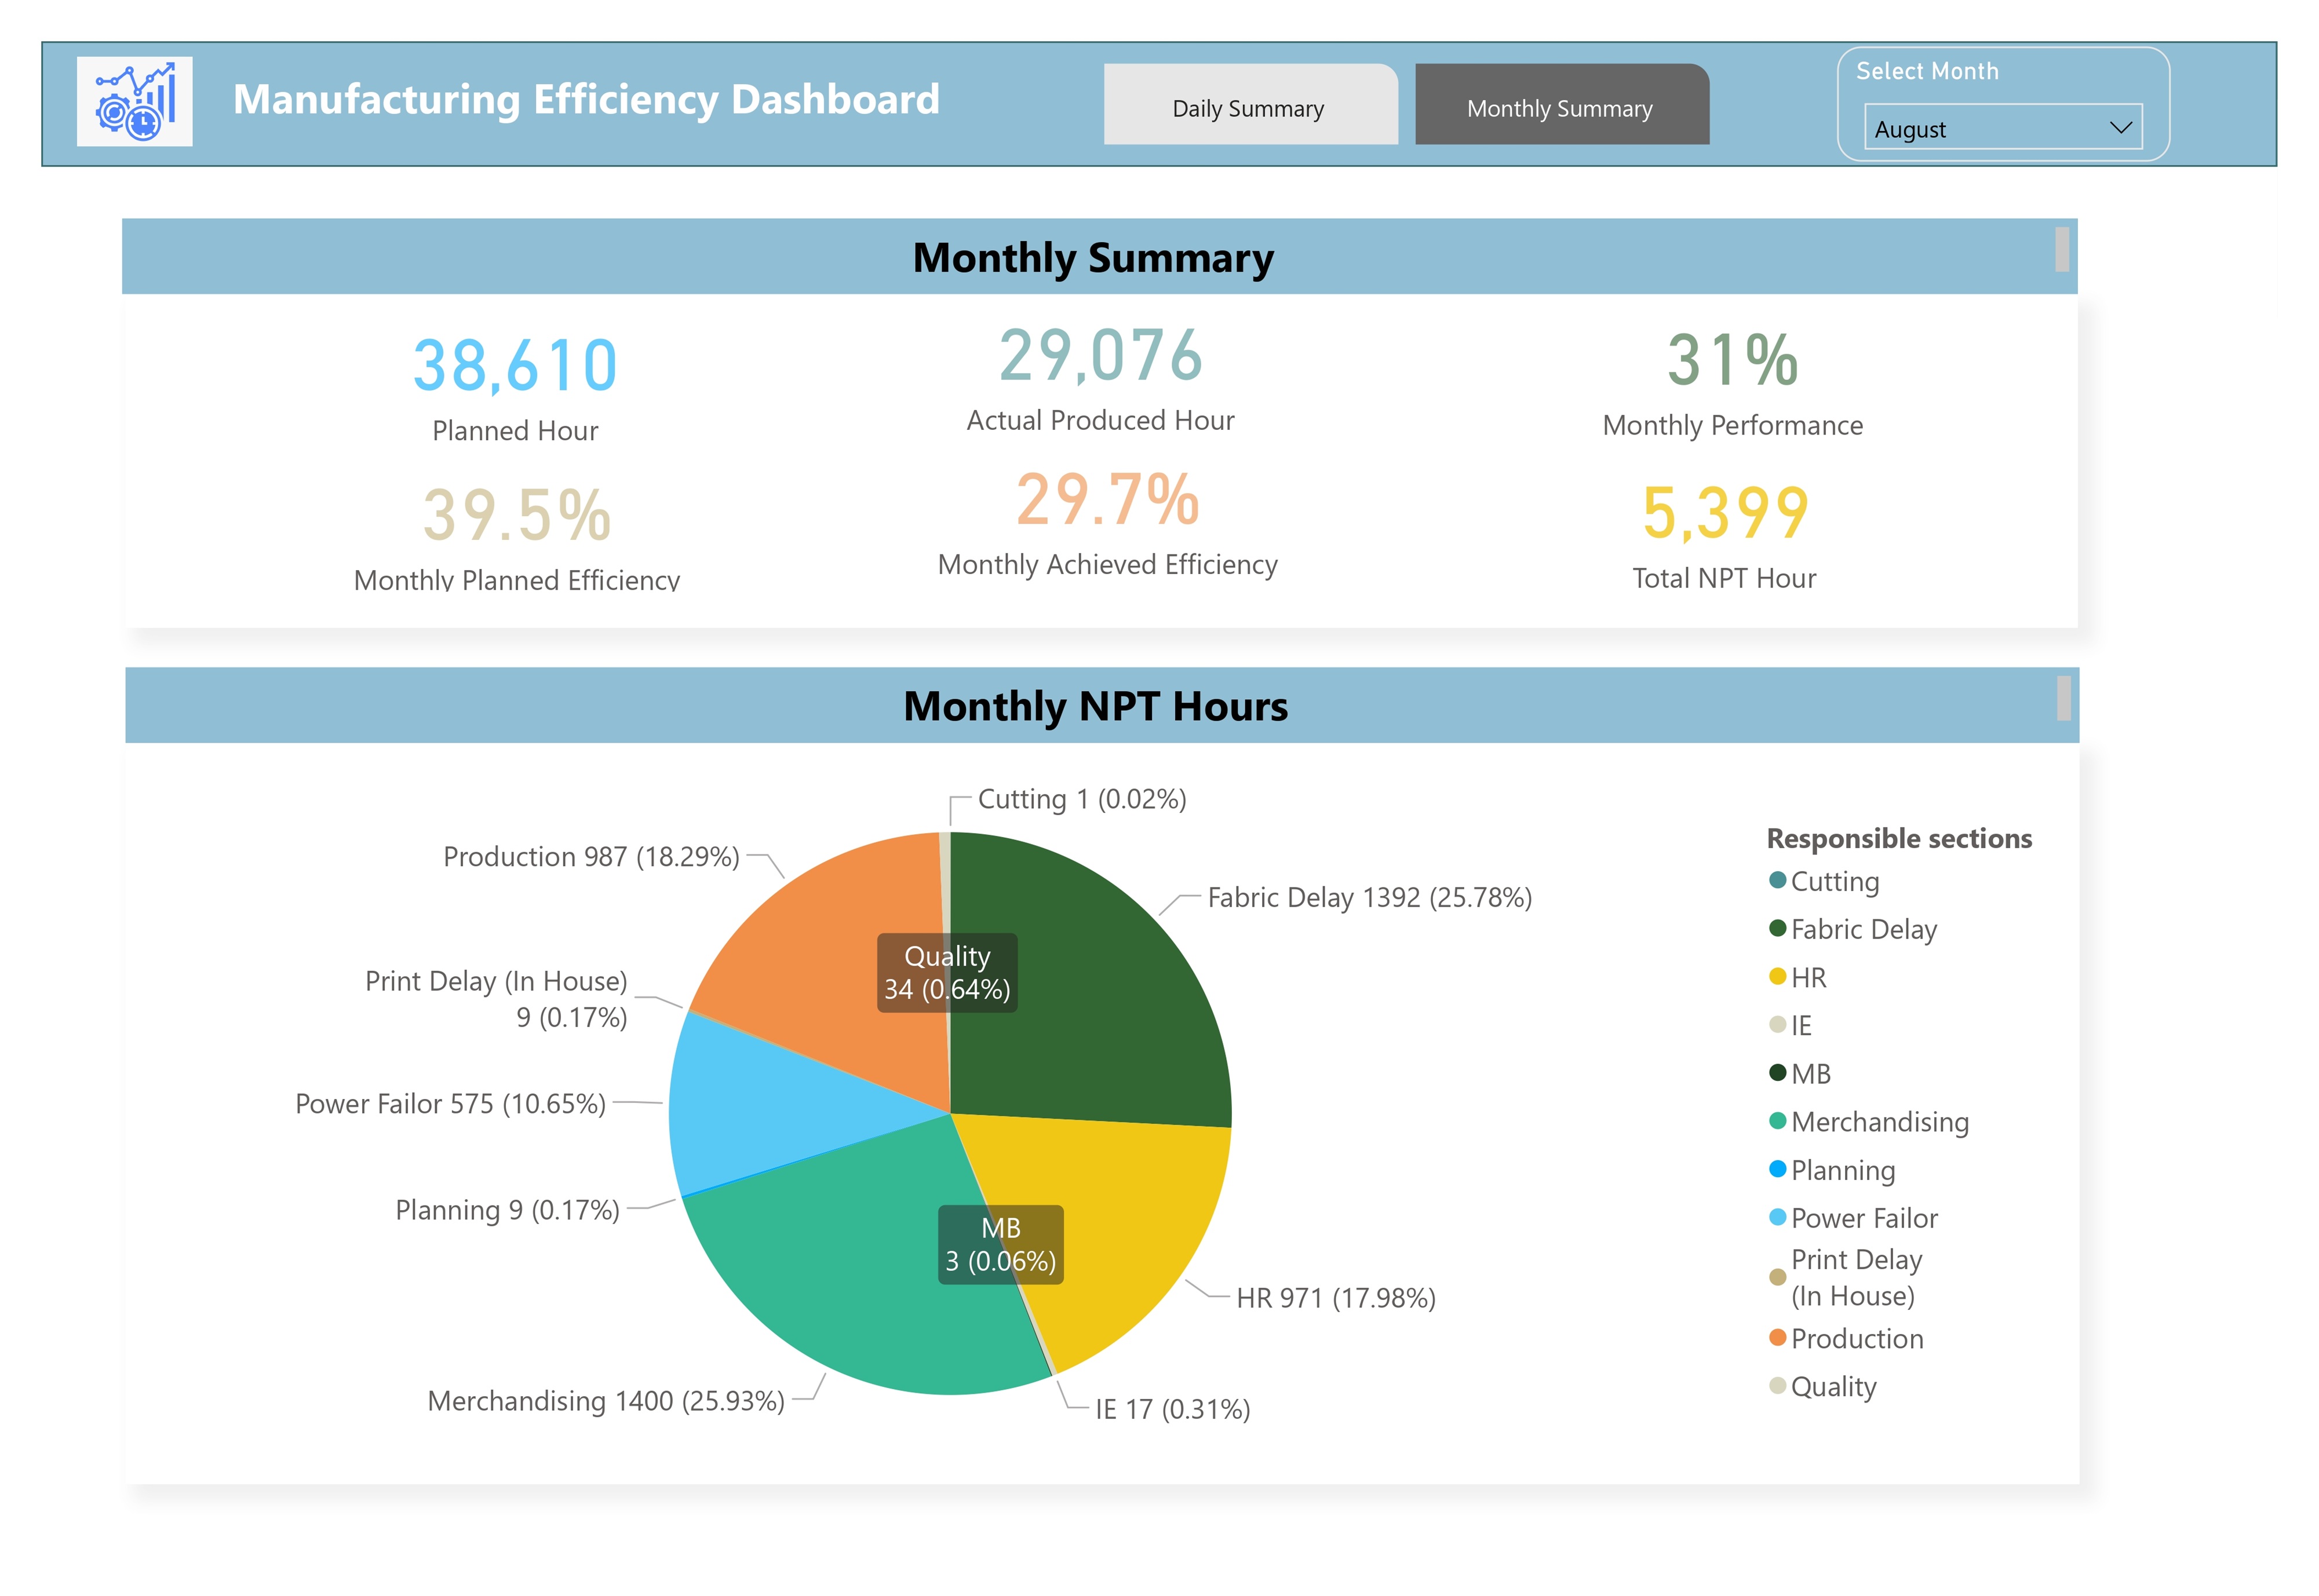 Manufacturing Efficiency Dashboard
Daily Summary
Monthly Summary
Select Month
August
Monthly Summary
38,610
Planned Hour
29,076
Actual Produced Hour
31%
Monthly Performance
39.5%
Monthly Planned Efficiency
29.7%
Monthly Achieved Efficiency
5,399
Total NPT Hour
Monthly NPT Hours
Cutting 1 (0.02%)
Production 987 (18.29%)
Fabric Delay 1392 (25.78%)
Quality
34 (0.64%)
Print Delay (In House)
9 (0.17%)
Power Failor 575 (10.65%)
Planning 9 (0.17%)
MB
3 (0.06%)
HR 971 (17.98%)
Merchandising 1400 (25.93%)
IE 17 (0.31%)
Responsible sections
Cutting
Fabric Delay
HR
IE
MB
Merchandising
Planning
Power Failor
Print Delay
(In House)
Production
Quality